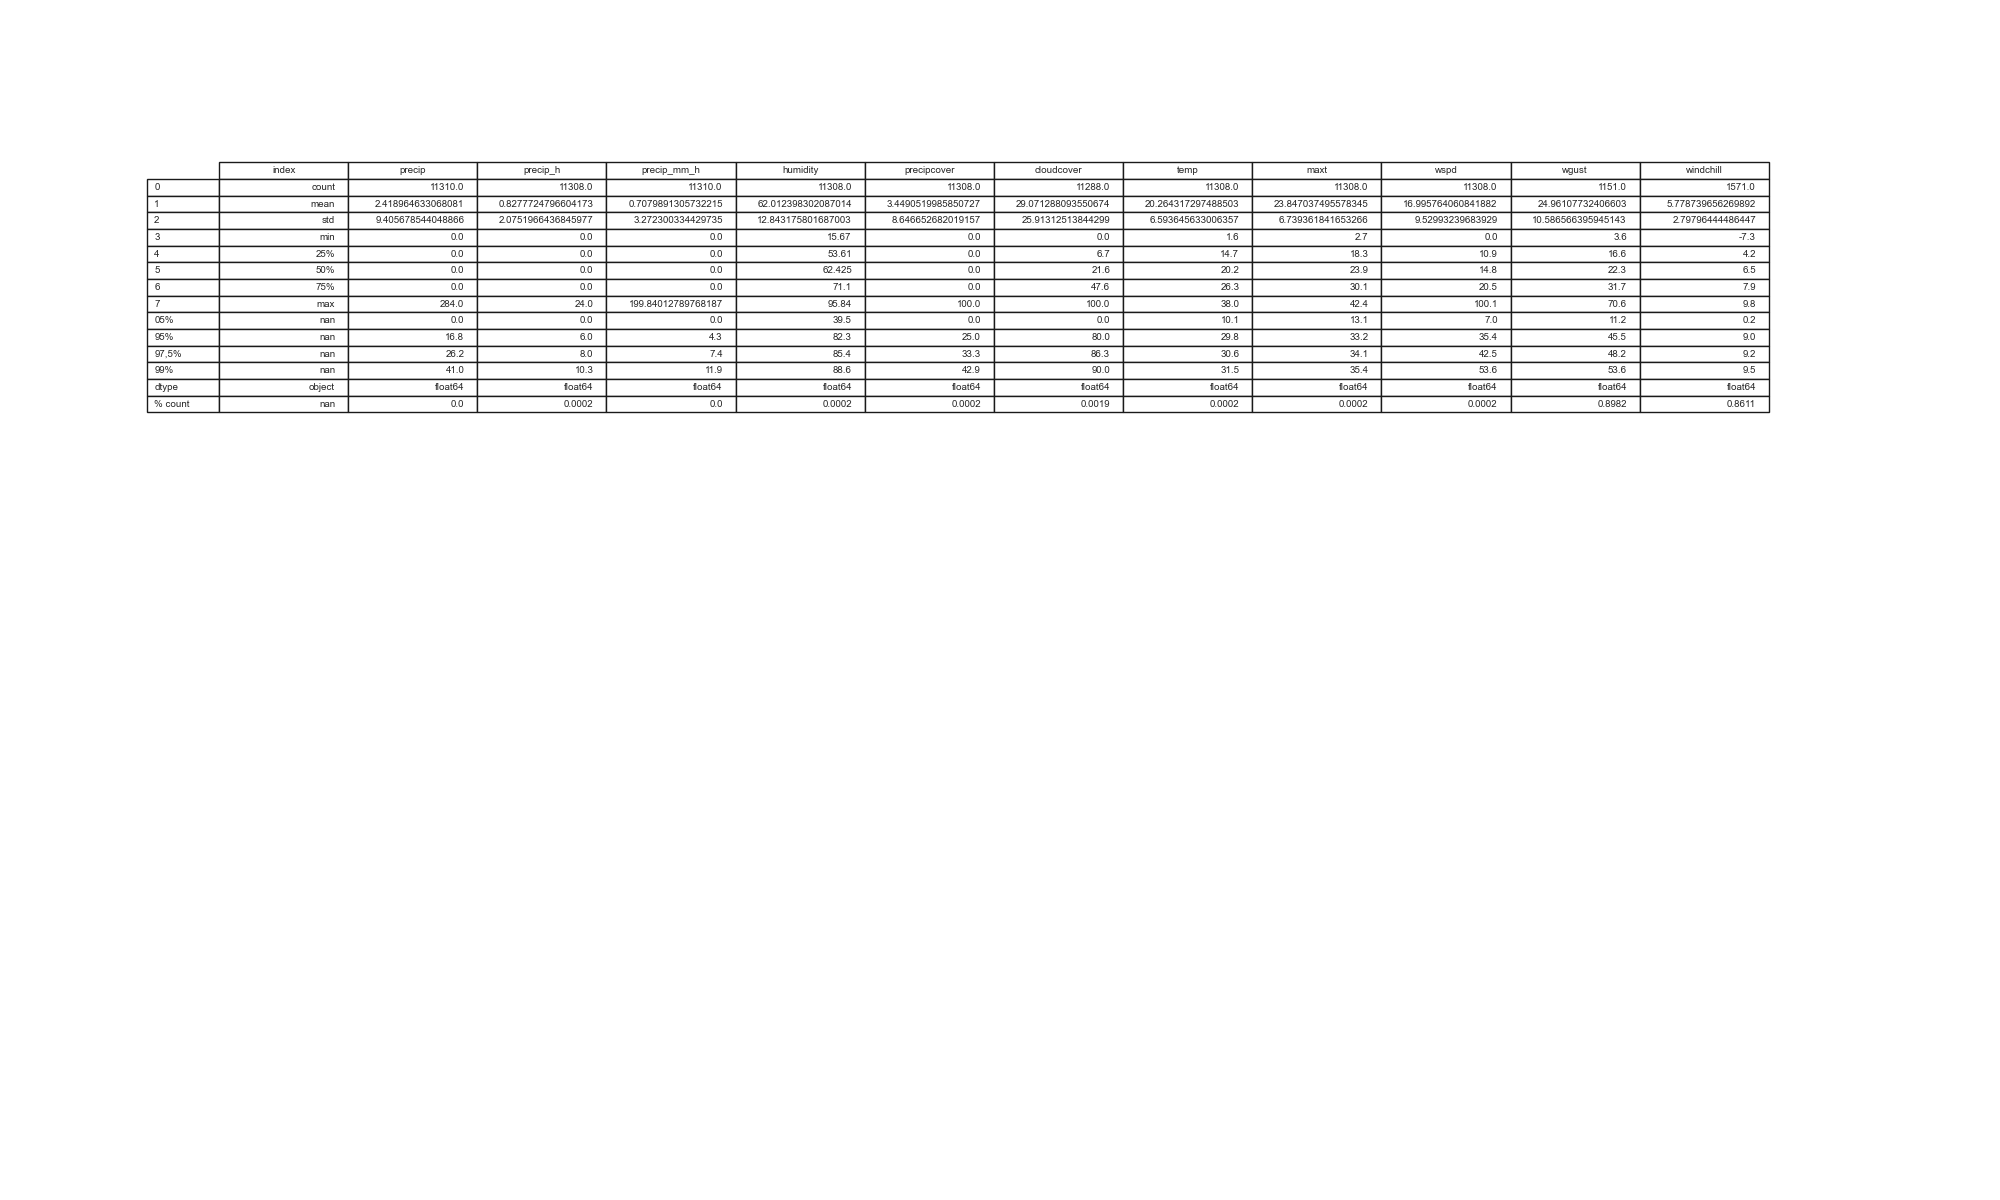 index precip precip_h precip_mm_h humidity precipcover cloudcover temp maxt wspd wgust windchill
0 count 11310.0 11308.0 11310.0 11308.0 11308.0 11288.0 11308.0 11308.0 11308.0 1151.0 1571.0
1 mean 2.418964633068081 0.8277724796604173 0.7079891305732215 62.012398302087014 3.4490519985850727 29.071288093550674 20.264317297488503 23.847037495578345 16.995764060841882 24.96107732406603 5.778739656269892
2 std 9.405678544048866 2.0751966436845977 3.272300334429735 12.843175801687003 8.646652682019157 25.91312513844299 6.593645633006357 6.739361841653266 9.52993239683929 10.586566395945143 2.79796444486447
3 min 0.0 0.0 0.0 15.67 0.0 0.0 1.6 2.7 0.0 3.6 -7.3
4 25% 0.0 0.0 0.0 53.61 0.0 6.7 14.7 18.3 10.9 16.6 4.2
5 50% 0.0 0.0 0.0 62.425 0.0 21.6 20.2 23.9 14.8 22.3 6.5
6 75% 0.0 0.0 0.0 71.1 0.0 47.6 26.3 30.1 20.5 31.7 7.9
7 max 284.0 24.0 199.84012789768187 95.84 100.0 100.0 38.0 42.4 100.1 70.6 9.8
05% nan 0.0 0.0 0.0 39.5 0.0 0.0 10.1 13.1 7.0 11.2 0.2
95% nan 16.8 6.0 4.3 82.3 25.0 80.0 29.8 33.2 35.4 45.5 9.0
97,5% nan 26.2 8.0 7.4 85.4 33.3 86.3 30.6 34.1 42.5 48.2 9.2
99% nan 41.0 10.3 11.9 88.6 42.9 90.0 31.5 35.4 53.6 53.6 9.5
dtype object float64 float64 float64 float64 float64 float64 float64 float64 float64 float64 float64
% count nan 0.0 0.0002 0.0 0.0002 0.0002 0.0019 0.0002 0.0002 0.0002 0.8982 0.8611